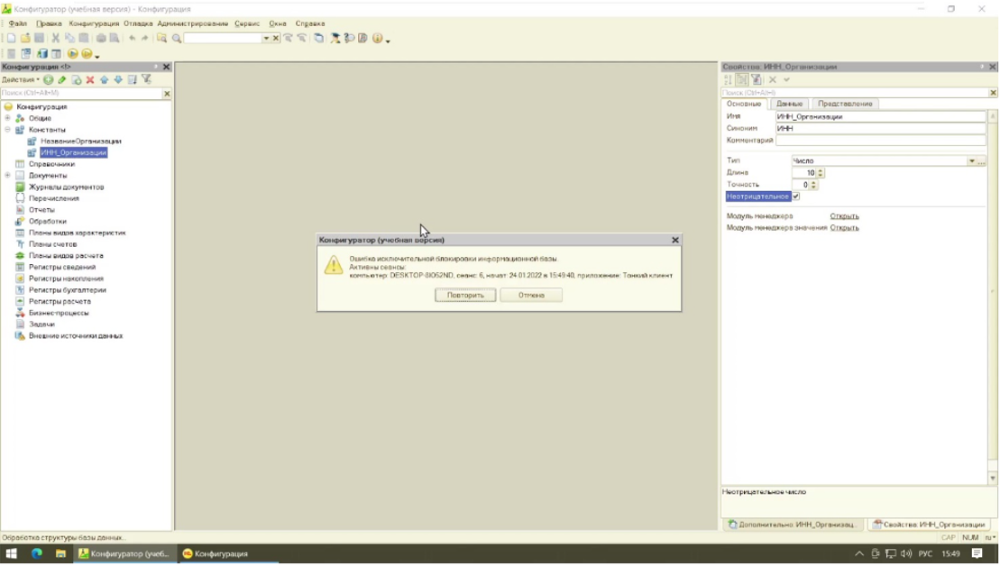 Конфигуратор (учебная версия) - Конфигурация
Файл Правка Конфигурация Отладка Администрирование Сервис Окна Справка
Конфигурация <!>
Действия
Поиск (Ctrl+Alt+M)
Конфигурация
Общие
Константы
НазваниеОрганизации
ИНН_Организации
Справочники
Документы
Журналы документов
Перечисления
Отчеты
Обработки
Планы видов характеристик
Планы счетов
Планы видов расчета
Регистры сведений
Регистры накопления
Регистры бухгалтерии
Регистры расчета
Бизнес-процессы
Задачи
Внешние источники данных
Конфигуратор (учебная версия)
Ошибка исключительной блокировки информационной базы.
Активны сеансы:
компьютер: DESKTOP-8IO52ND, сеанс: 6, начат: 24.01.2022 в 15:49:40, приложение: Тонкий клиент
Повторить Отмена
Свойства: ИНН_Организации
Поиск (Ctrl+Alt+I)
Основные Данные Представление
Имя ИНН_Организации
Синоним ИНН
Комментарий
Тип Число
Длина 10
Точность 0
Неотрицательное
Модуль менеджера Открыть
Модуль менеджера значения Открыть
Неотрицательное число
Дополнительно: ИНН_Организац... Свойства: ИНН_Организации
Обработка структуры базы данных...
CAP NUM ru
Конфигуратор (учеб... Конфигурация
РУС 15:49